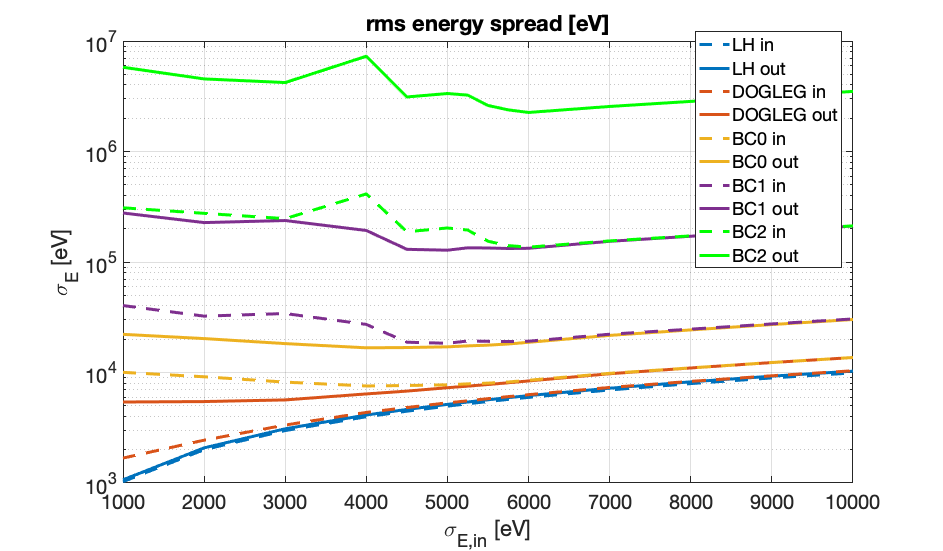 rms energy spread [eV]
10^7
10^6
10^5
10^4
10^3
σ_E [eV]
LH in
LH out
DOGLEG in
DOGLEG out
BC0 in
BC0 out
BC1 in
BC1 out
BC2 in
BC2 out
1000 2000 3000 4000 5000 6000 7000 8000 9000 10000
σ_E,in [eV]